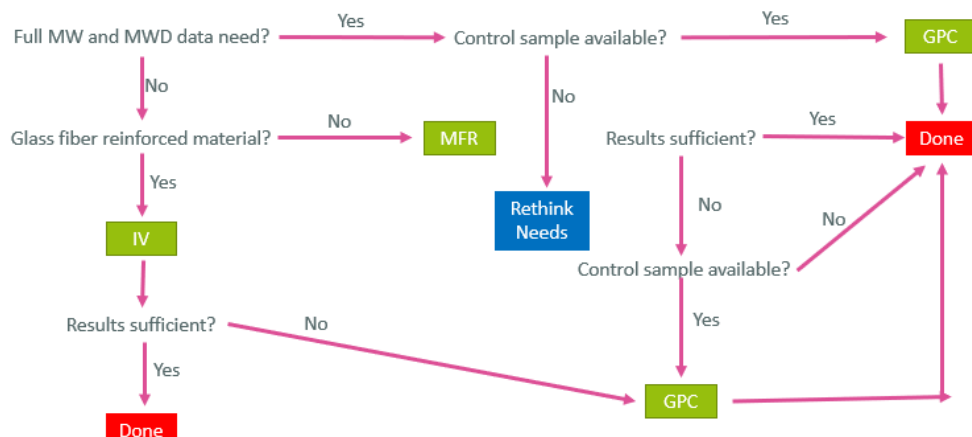 Full MW and MWD data need?
Yes
Control sample available?
Yes
GPC
No
No
Glass fiber reinforced material?
No
MFR
Results sufficient?
Yes
Done
Yes
Rethink
Needs
No
No
IV
Control sample available?
Results sufficient?
No
Yes
Yes
GPC
Done